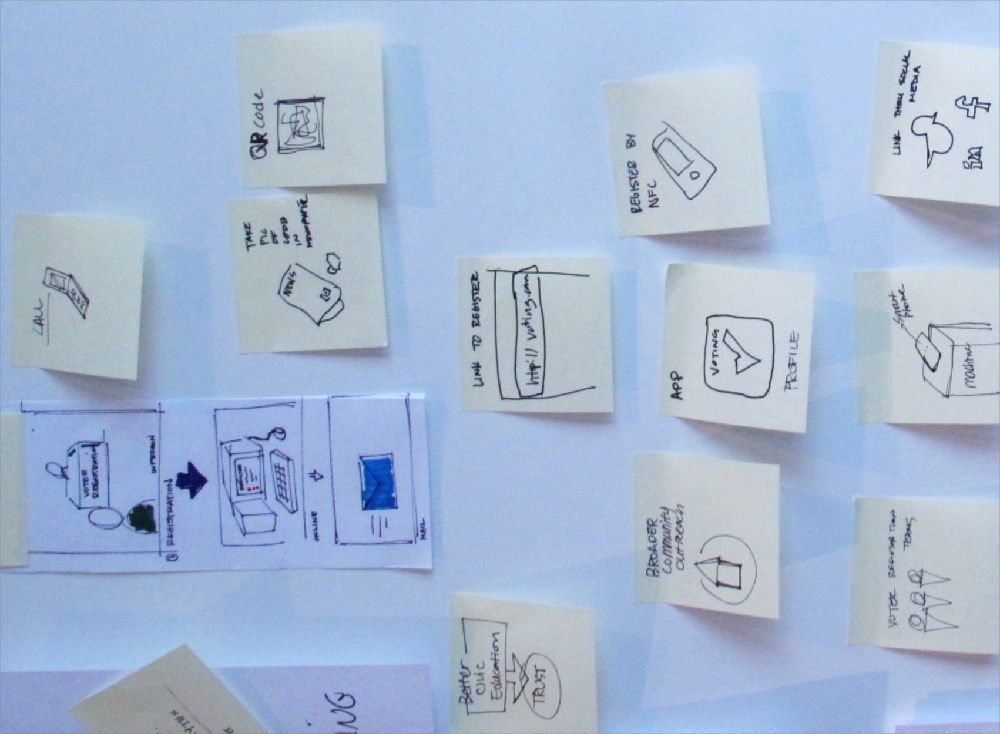 CALL
QR Code
TAKE
PIC
OF
CODE
IN
NEWSPAPER
NEWS
VOTER
REGISTRATION
INPERSON
① REGISTRATION
ONLINE
MAIL
LINK TO REGISTER
http:// voting.com
REGISTER BY
NFC
LINK THRU SOCIAL
MEDIA
f
in
APP
VOTING
PROFILE
Smart
phone
machine
BROADER
Community
OUTREACH
VOTER REGISTRATION
TEAMS
Better
Civic
Education
TRUST